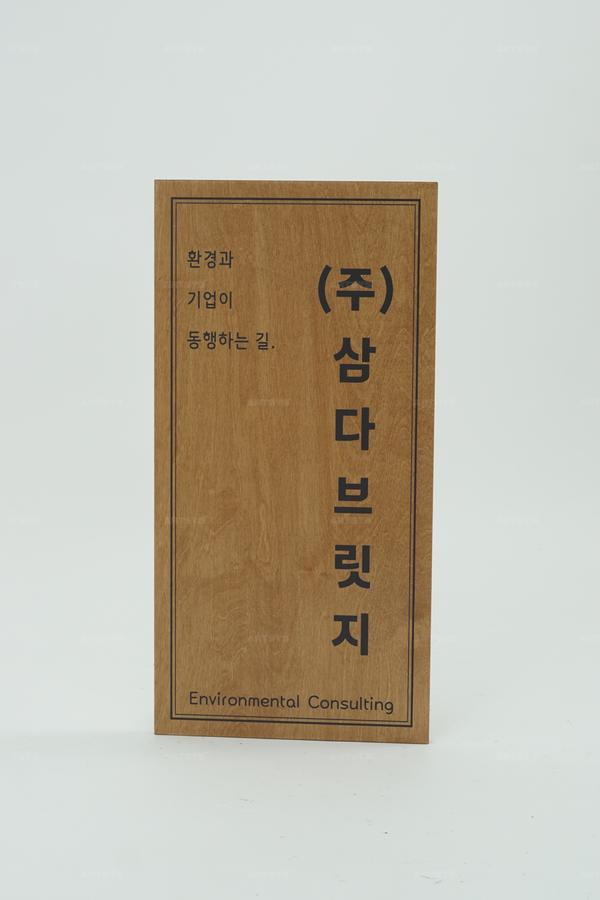 환경과
기업이
동행하는 길.
(주)삼다브릿지
Environmental Consulting